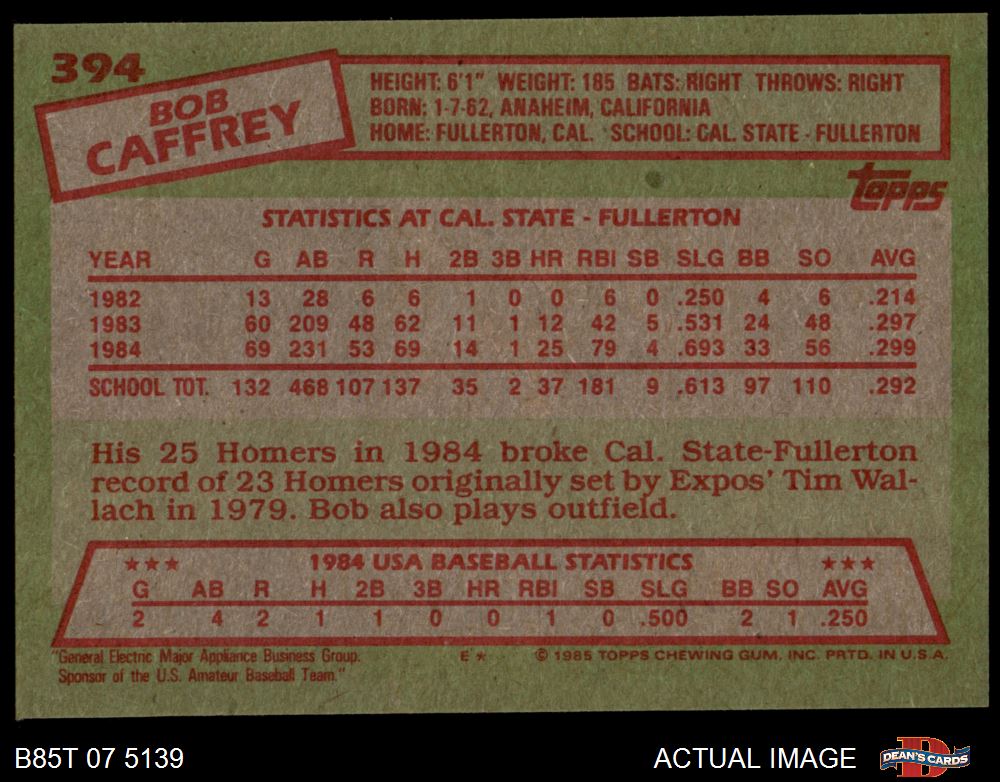 394
BOB
CAFFREY
HEIGHT: 6'1" WEIGHT: 185 BATS: RIGHT THROWS: RIGHT
BORN: 1-7-62, ANAHEIM, CALIFORNIA
HOME: FULLERTON, CAL. SCHOOL: CAL. STATE - FULLERTON
topps
STATISTICS AT CAL. STATE - FULLERTON
YEAR G AB R H 2B 3B HR RBI SB SLG BB SO AVG
1982 13 28 6 6 1 0 0 6 0 .250 4 6 .214
1983 60 209 48 62 11 1 12 42 5 .531 24 48 .297
1984 69 231 53 69 14 1 25 79 4 .693 33 56 .299
SCHOOL TOT. 132 468 107 137 35 2 37 181 9 .613 97 110 .292
His 25 Homers in 1984 broke Cal. State-Fullerton
record of 23 Homers originally set by Expos' Tim Wal-
lach in 1979. Bob also plays outfield.
★★★ 1984 USA BASEBALL STATISTICS ★★★
G AB R H 2B 3B HR RBI SB SLG BB SO AVG
2 4 2 1 1 0 0 1 0 .500 2 1 .250
"General Electric Major Appliance Business Group. E* © 1985 TOPPS CHEWING GUM, INC. PRTD. IN U.S.A.
Sponsor of the U.S. Amateur Baseball Team."
B85T 07 5139 ACTUAL IMAGE D DEAN'S CARDS